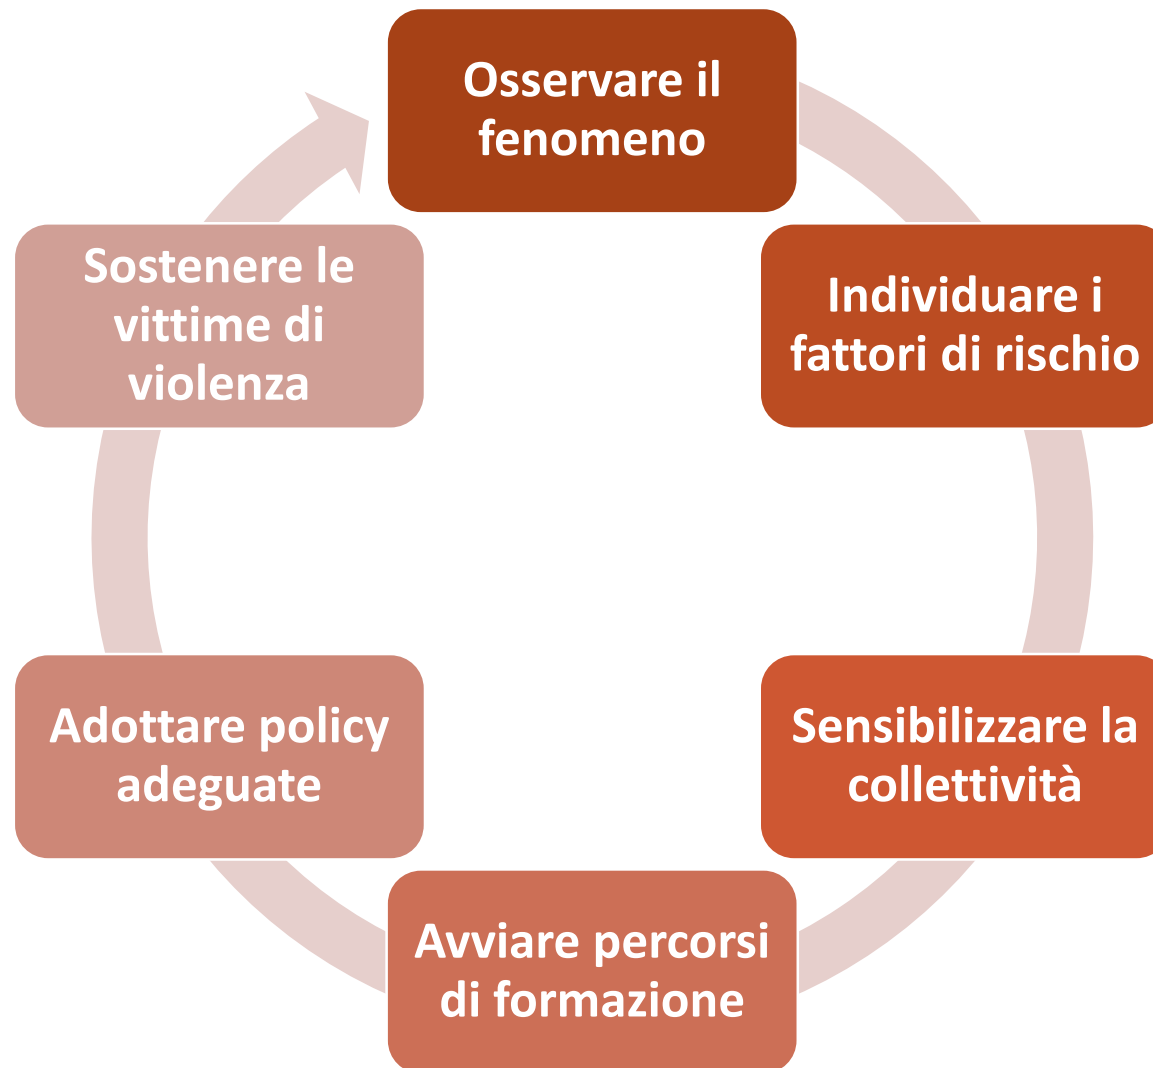 Osservare il
fenomeno
Individuare i
fattori di rischio
Sensibilizzare la
collettività
Avviare percorsi
di formazione
Adottare policy
adeguate
Sostenere le
vittime di
violenza